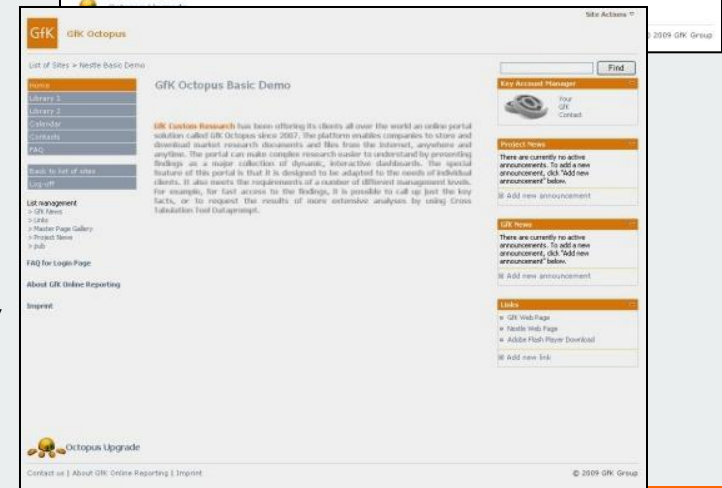 2009 GfK Group
Site Actions
GfK
GfK Octopus
List of Sites > Nestle Basic Demo
Find
Home
Library 1
Library 2
Calendar
Contacts
FAQ
Back to list of sites
Log off
List management
> GfK News
> Links
> Master Page Gallery
> Project News
> pub
FAQ for Login Page
About GfK Online Reporting
Imprint
GfK Octopus Basic Demo
GfK Custom Research has been offering its clients all over the world an online portal
solution called GfK Octopus since 2007. The platform enables companies to store and
download market research documents and files from the Internet, anywhere and
anytime. The portal can make complex research easier to understand by presenting
findings as a major collection of dynamic, interactive dashboards. The special
feature of this portal is that it is designed to be adapted to the needs of individual
clients. It also meets the requirements of a number of different management levels.
For example, for fast access to the findings, it is possible to call up just the key
facts, or to request the results of more extensive analyses by using Cross
Tabulation Tool Dataprompt.
Key Account Manager
Your
GfK
Contact
Project News
There are currently no active
announcements. To add a new
announcement, click "Add new
announcement" below.
Add new announcement
GfK News
There are currently no active
announcements. To add a new
announcement, click "Add new
announcement" below.
Add new announcement
Links
GfK Web Page
Nestle Web Page
Adobe Flash Player Download
Add new link
Octopus Upgrade
Contact us | About GfK Online Reporting | Imprint
© 2009 GfK Group